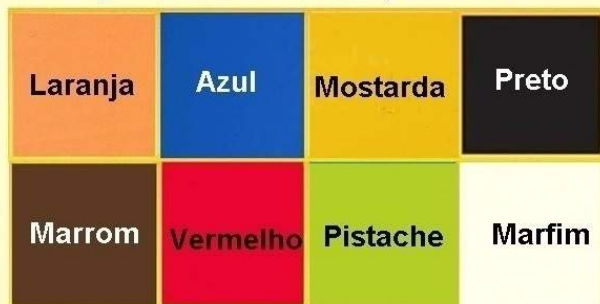 Laranja
Azul
Mostarda
Preto
Marrom
Vermelho
Pistache
Marfim